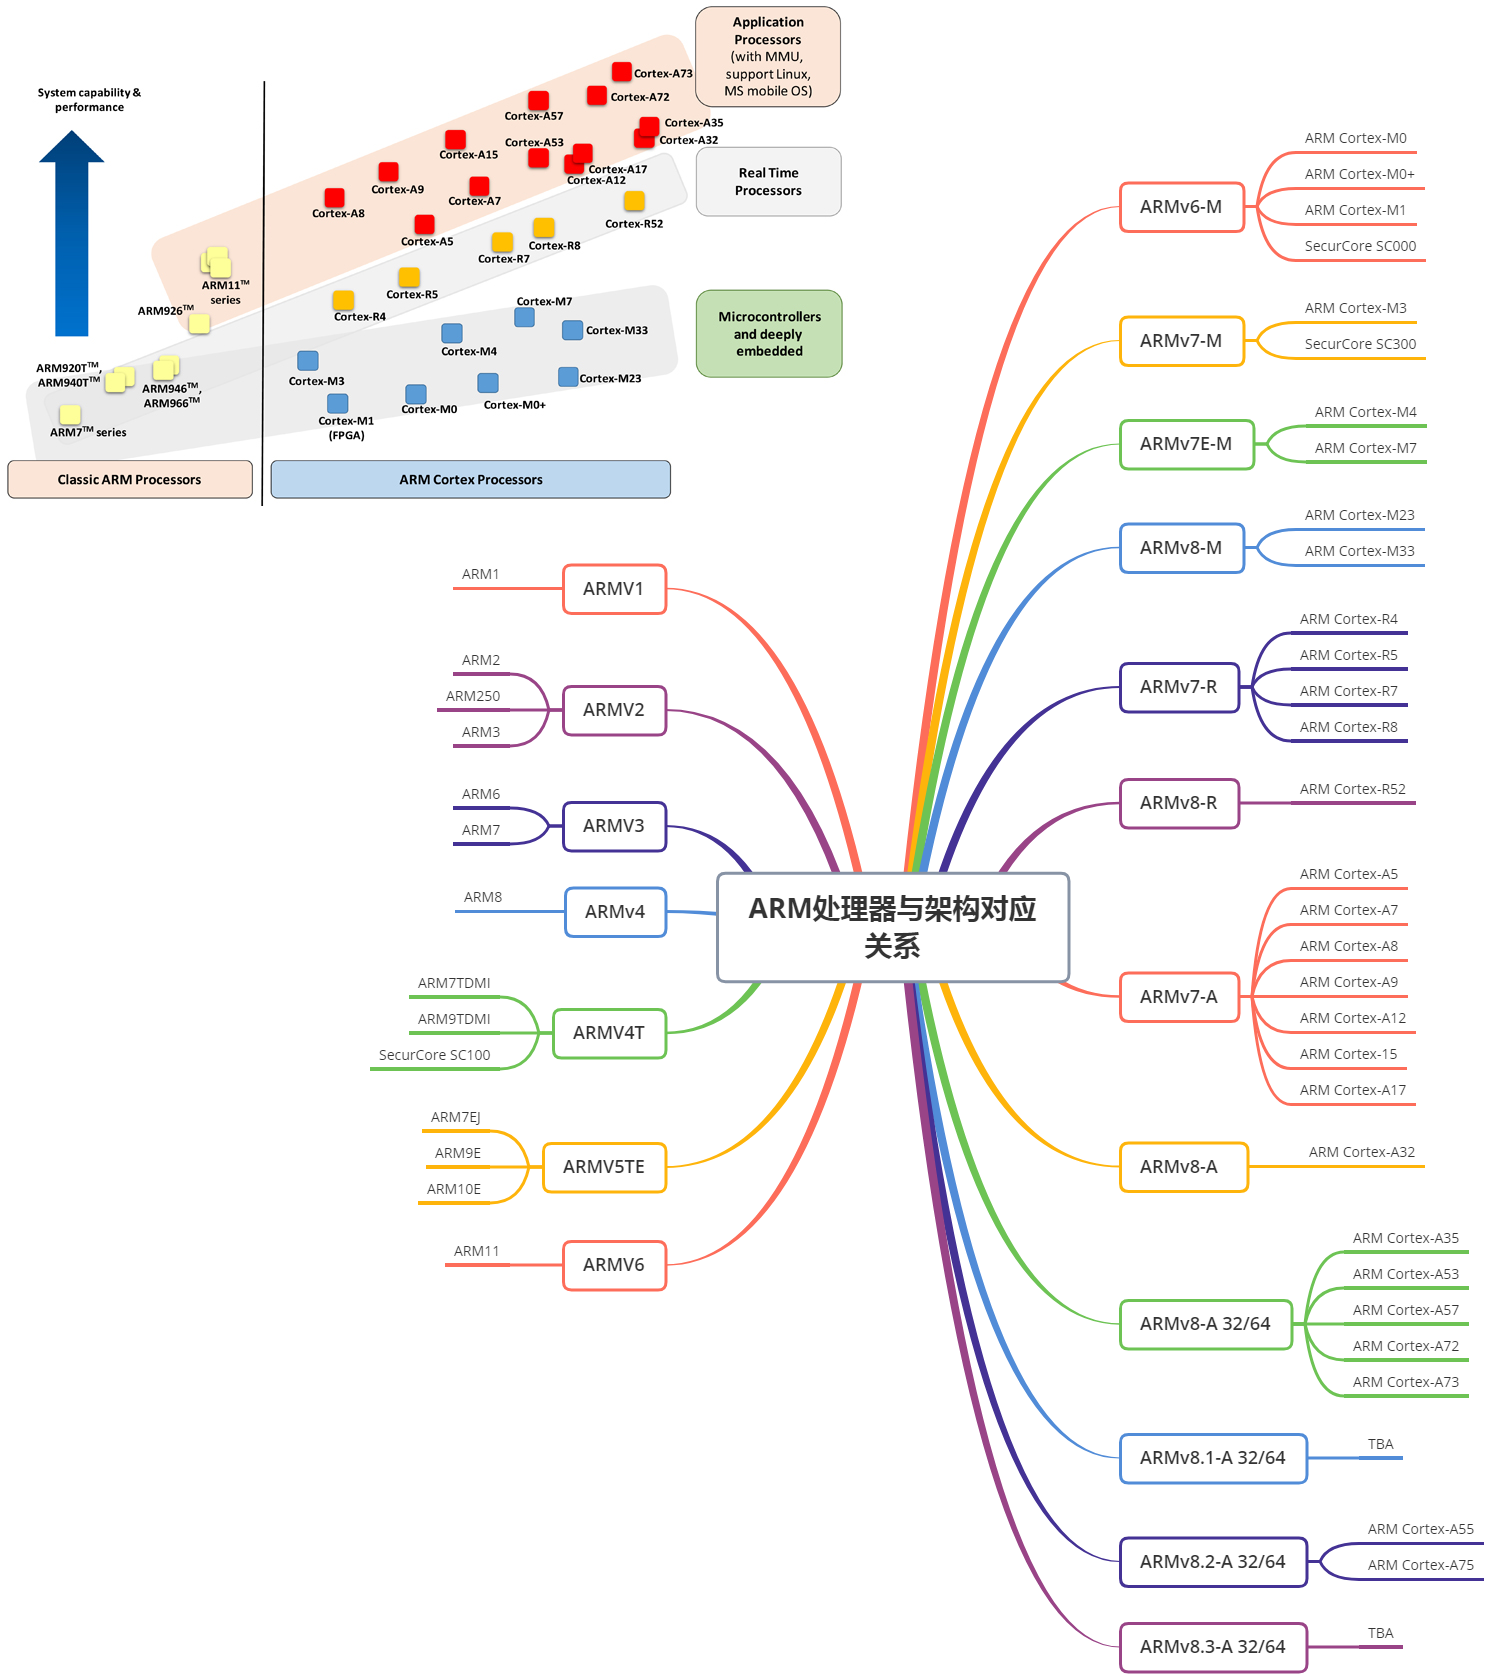 Application
Processors
(with MMU,
support Linux,
MS mobile OS)
System capability &
performance
Cortex-A73
Cortex-A72
Cortex-A57
Cortex-A35
Cortex-A32
Cortex-A53
Cortex-A15
Cortex-A17
Cortex-A12
Cortex-A9
Cortex-A7
Cortex-A8
Cortex-A5
Real Time
Processors
Cortex-R52
Cortex-R8
Cortex-R7
Cortex-R5
Cortex-R4
ARM11TM
series
ARM926TM
ARM920TTM,
ARM940TTM
ARM946TM,
ARM966TM
ARM7TM series
Microcontrollers
and deeply
embedded
Cortex-M7
Cortex-M33
Cortex-M4
Cortex-M3
Cortex-M23
Cortex-M0+
Cortex-M0
Cortex-M1
(FPGA)
Classic ARM Processors
ARM Cortex Processors
ARM处理器与架构对应
关系
ARMV1
ARM1
ARMV2
ARM2
ARM250
ARM3
ARMV3
ARM6
ARM7
ARMv4
ARM8
ARMV4T
ARM7TDMI
ARM9TDMI
SecurCore SC100
ARMV5TE
ARM7EJ
ARM9E
ARM10E
ARMV6
ARM11
ARMv6-M
ARM Cortex-M0
ARM Cortex-M0+
ARM Cortex-M1
SecurCore SC000
ARMv7-M
ARM Cortex-M3
SecurCore SC300
ARMv7E-M
ARM Cortex-M4
ARM Cortex-M7
ARMv8-M
ARM Cortex-M23
ARM Cortex-M33
ARMv7-R
ARM Cortex-R4
ARM Cortex-R5
ARM Cortex-R7
ARM Cortex-R8
ARMv8-R
ARM Cortex-R52
ARMv7-A
ARM Cortex-A5
ARM Cortex-A7
ARM Cortex-A8
ARM Cortex-A9
ARM Cortex-A12
ARM Cortex-15
ARM Cortex-A17
ARMv8-A
ARM Cortex-A32
ARMv8-A 32/64
ARM Cortex-A35
ARM Cortex-A53
ARM Cortex-A57
ARM Cortex-A72
ARM Cortex-A73
ARMv8.1-A 32/64
TBA
ARMv8.2-A 32/64
ARM Cortex-A55
ARM Cortex-A75
ARMv8.3-A 32/64
TBA